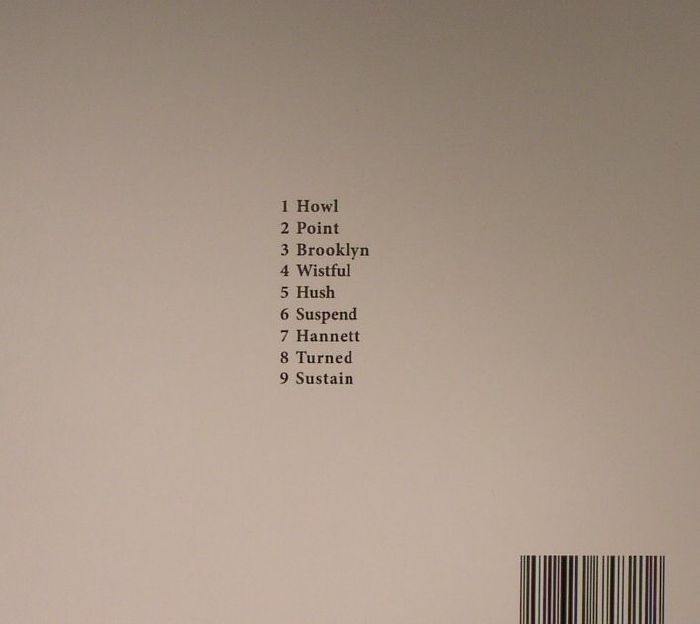 1 Howl
2 Point
3 Brooklyn
4 Wistful
5 Hush
6 Suspend
7 Hannett
8 Turned
9 Sustain